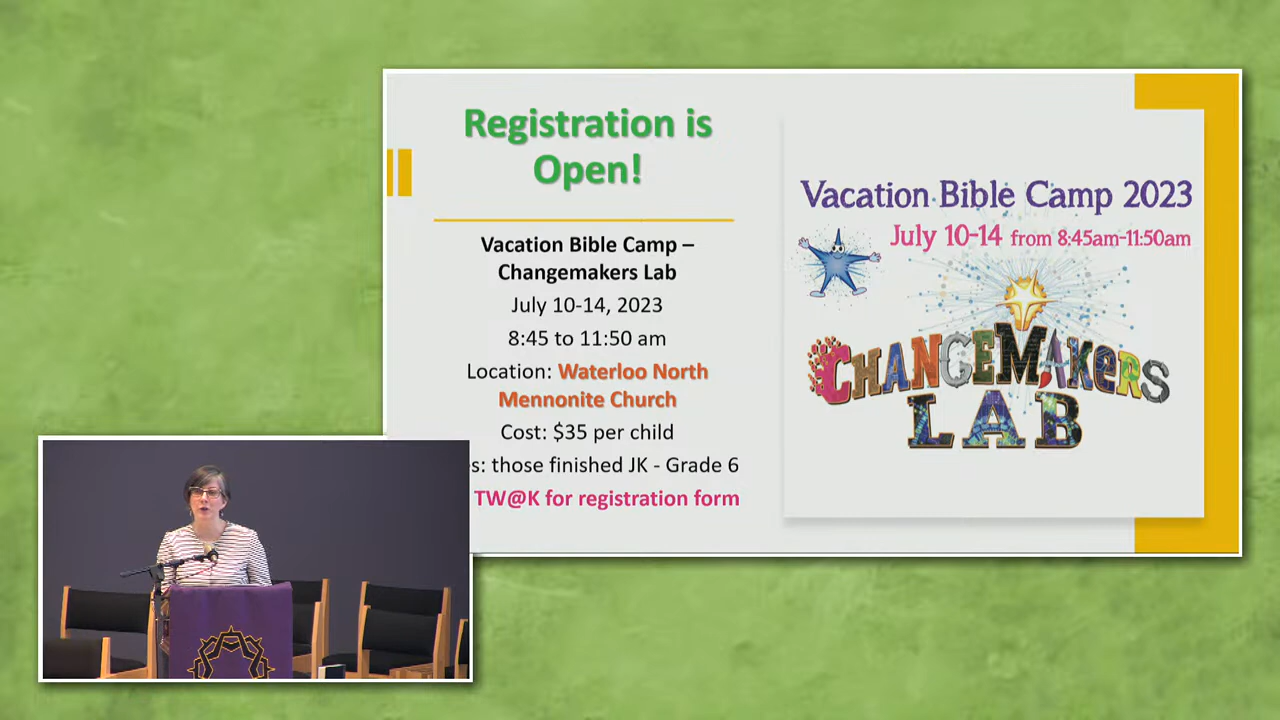 Registration is
Open!
Vacation Bible Camp –
Changemakers Lab
July 10-14, 2023
8:45 to 11:50 am
Location: Waterloo North
Mennonite Church
Cost: $35 per child
those finished JK - Grade 6
TW@K for registration form
Vacation Bible Camp 2023
July 10-14 from 8:45am-11:50am
CHANGEMAKERS
LAB